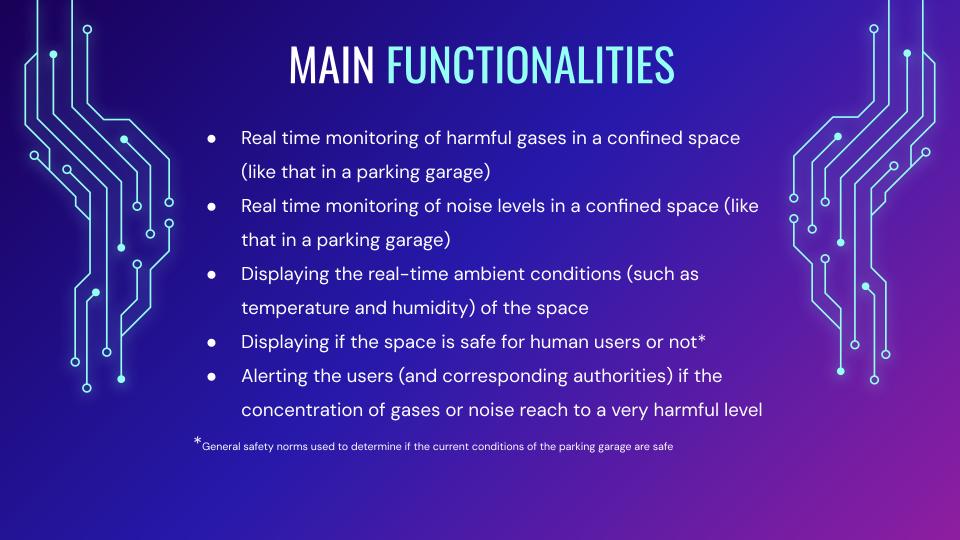 MAIN FUNCTIONALITIES
● Real time monitoring of harmful gases in a confined space
(like that in a parking garage)
● Real time monitoring of noise levels in a confined space (like
that in a parking garage)
● Displaying the real-time ambient conditions (such as
temperature and humidity) of the space
● Displaying if the space is safe for human users or not*
● Alerting the users (and corresponding authorities) if the
concentration of gases or noise reach to a very harmful level
*General safety norms used to determine if the current conditions of the parking garage are safe